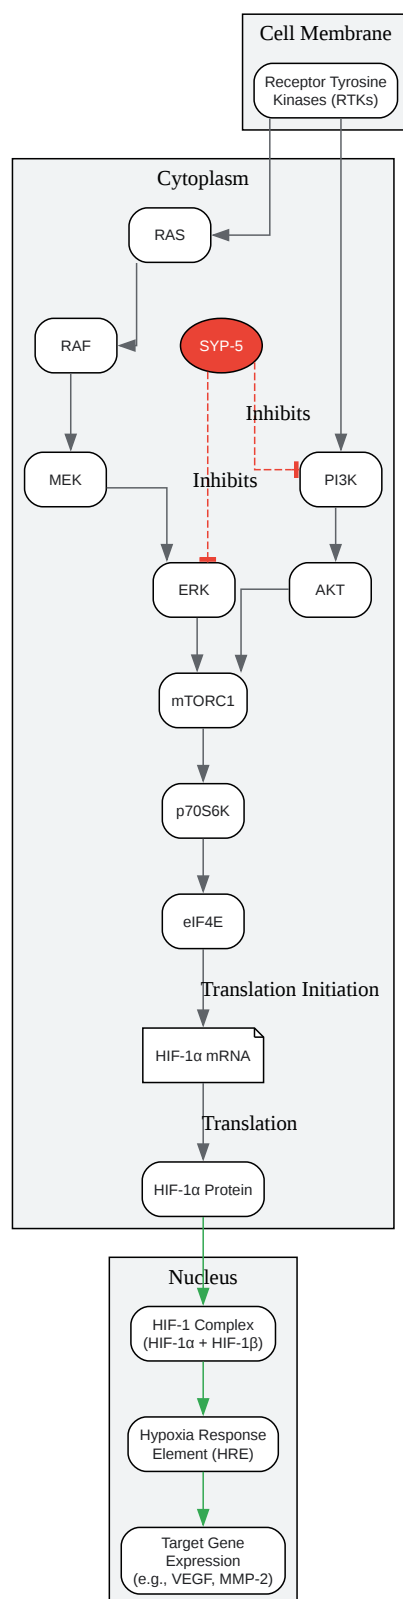 Cell Membrane
Receptor Tyrosine
Kinases (RTKs)
Cytoplasm
RAS
RAF
SYP-5
Inhibits
MEK
Inhibits
PI3K
ERK
AKT
mTORC1
p70S6K
eIF4E
Translation Initiation
HIF-1α mRNA
Translation
HIF-1α Protein
Nucleus
HIF-1 Complex
(HIF-1α + HIF-1β)
Hypoxia Response
Element (HRE)
Target Gene
Expression
(e.g., VEGF, MMP-2)